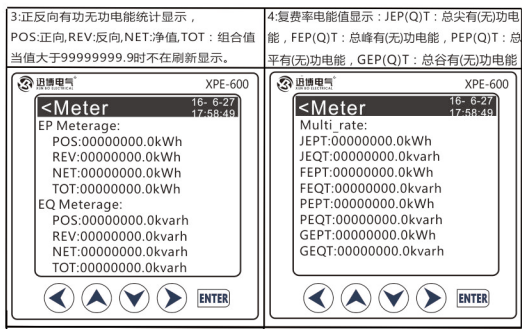 3:正反向有功无功电能统计显示，
POS:正向,REV:反向,NET:净值,TOT：组合值
当值大于99999999.9时不在刷新显示。
迅博电气
XPE-600
<Meter
16- 6-27
17:58:49
EP Meterage:
POS:00000000.0kWh
REV:00000000.0kWh
NET:00000000.0kWh
TOT:00000000.0kWh
EQ Meterage:
POS:00000000.0kvarh
REV:00000000.0kvarh
NET:00000000.0kvarh
TOT:00000000.0kvarh
ENTER
4:复费率电能值显示：JEP(Q)T：总尖有(无)功电
能，FEP(Q)T：总峰有(无)功电能，PEP(Q)T：总
平有(无)功电能，GEP(Q)T：总谷有(无)功电能
迅博电气
XPE-600
<Meter
16- 6-27
17:58:49
Multi_rate:
JEPT:00000000.0kWh
JEQT:00000000.0kvarh
FEPT:00000000.0kWh
FEQT:00000000.0kvarh
PEPT:00000000.0kWh
PEQT:00000000.0kvarh
GEPT:00000000.0kWh
GEQT:00000000.0kvarh
ENTER